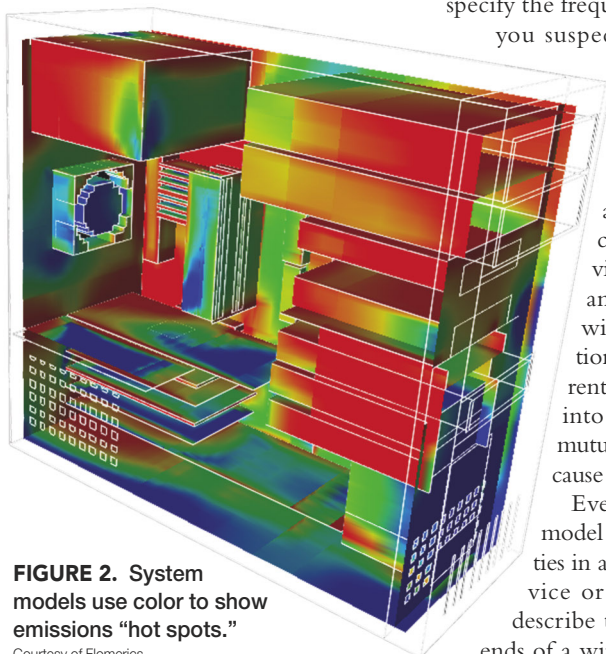 specify the frequ
you suspec
a
c
vi
an
wi
tion
rent
into
mutu
cause
Eve
model
ties in a
vice or
describe t
ends of a wi
FIGURE 2. System
models use color to show
emissions “hot spots.”